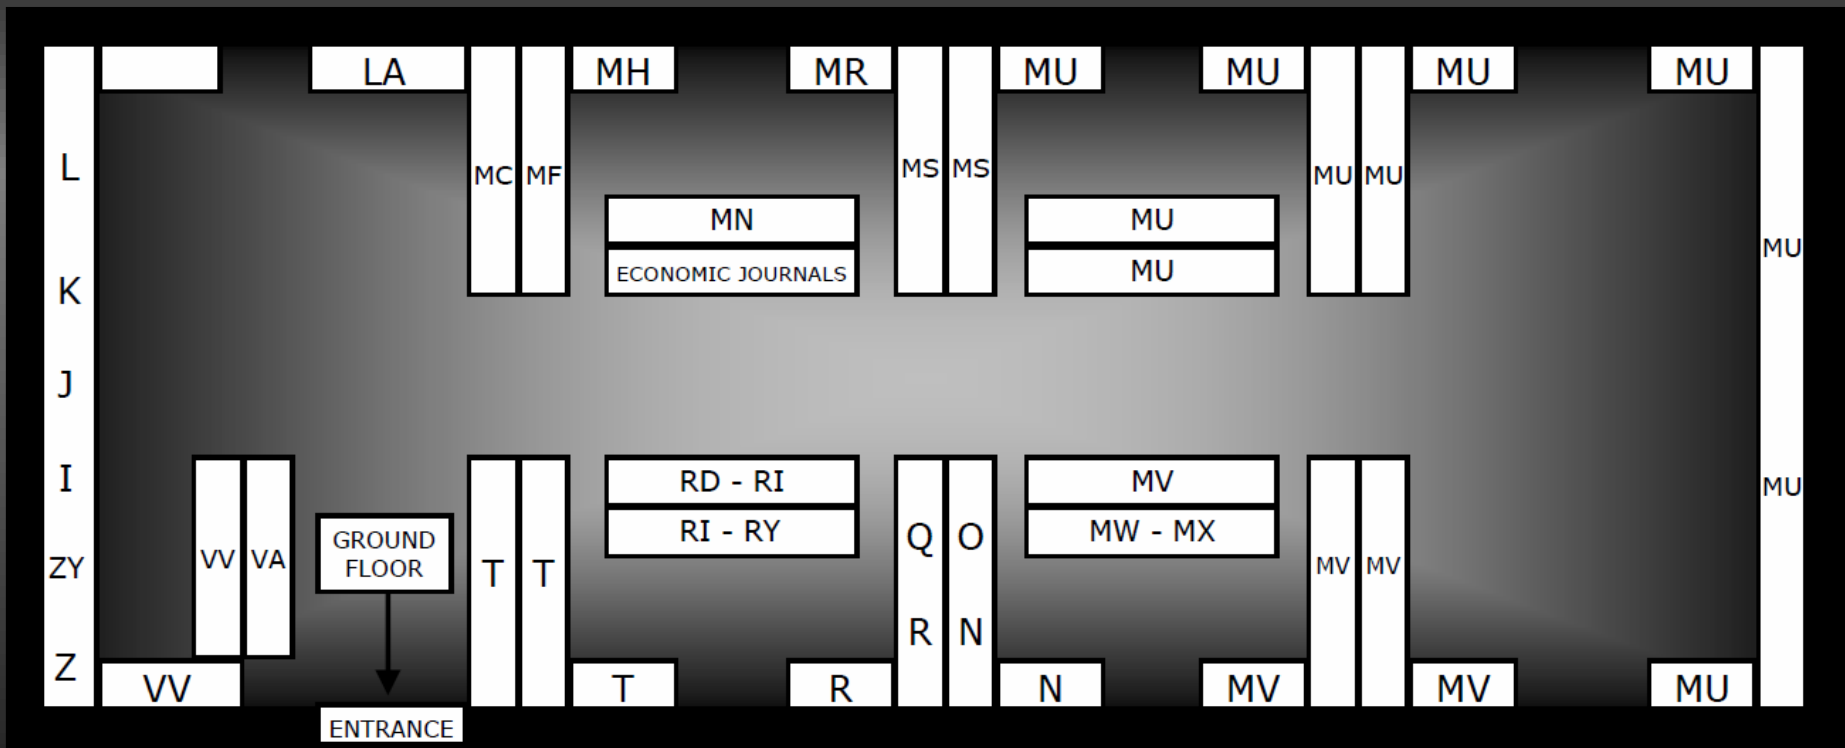 LA MH MR MU MU MU MU
L MC MF MS MS MU MU
MN MU
MU
K ECONOMIC JOURNALS MU
J
I RD - RI MV MU
RI - RY MW - MX
Q O
GROUND
FLOOR
ZY VV VA T T MV MV
R N
Z VV T R N MV MV MU
ENTRANCE